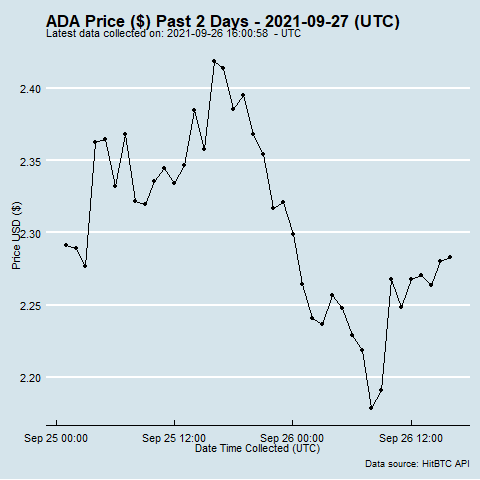 ADA Price ($) Past 2 Days - 2021-09-27 (UTC)
Latest data collected on: 2021-09-26 16:00:58 - UTC
Price USD ($)
2.40
2.35
2.30
2.25
2.20
Sep 25 00:00
Sep 25 12:00
Sep 26 00:00
Sep 26 12:00
Date Time Collected (UTC)
Data source: HitBTC API